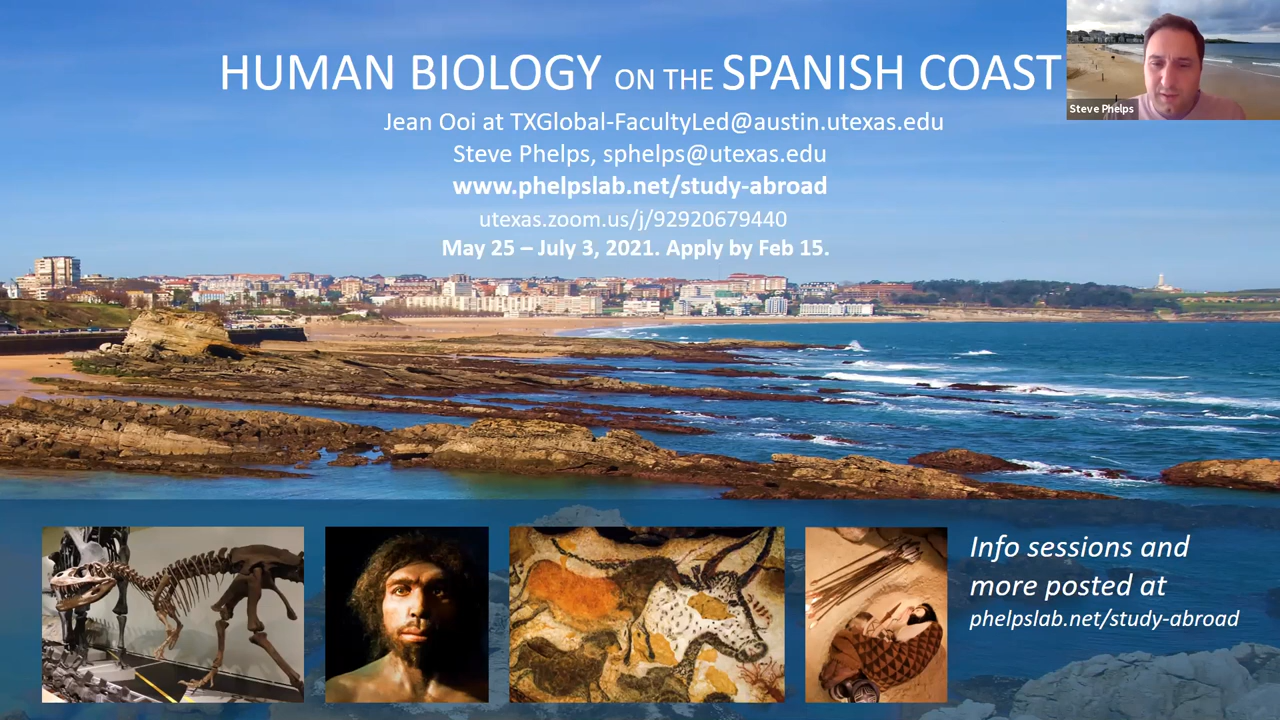 HUMAN BIOLOGY ON THE SPANISH COAST
Jean Ooi at TXGlobal-FacultyLed@austin.utexas.edu
Steve Phelps, sphelps@utexas.edu
www.phelpslab.net/study-abroad
utexas.zoom.us/j/92920679440
May 25 – July 3, 2021. Apply by Feb 15.
Steve Phelps
Info sessions and
more posted at
phelpslab.net/study-abroad